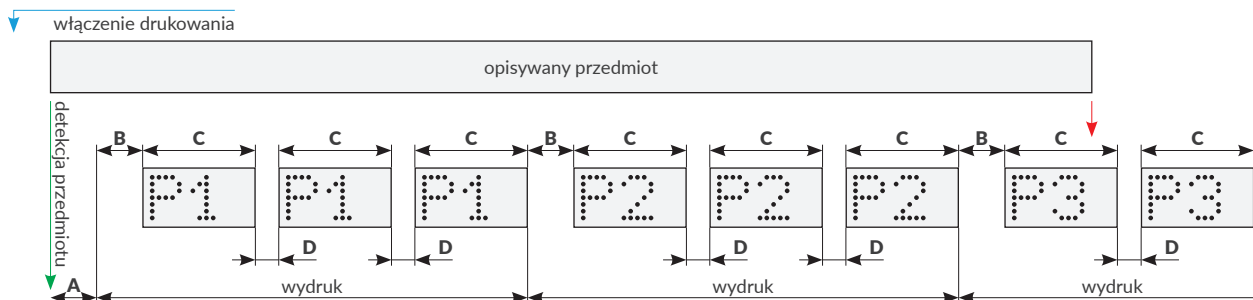 włączenie drukowania
opisywany przedmiot
detekcja przedmiotu
B C C C B C C C B C C
P1 P1 P1 P2 P2 P2 P3 P3
D D D D D
A wydruk wydruk wydruk